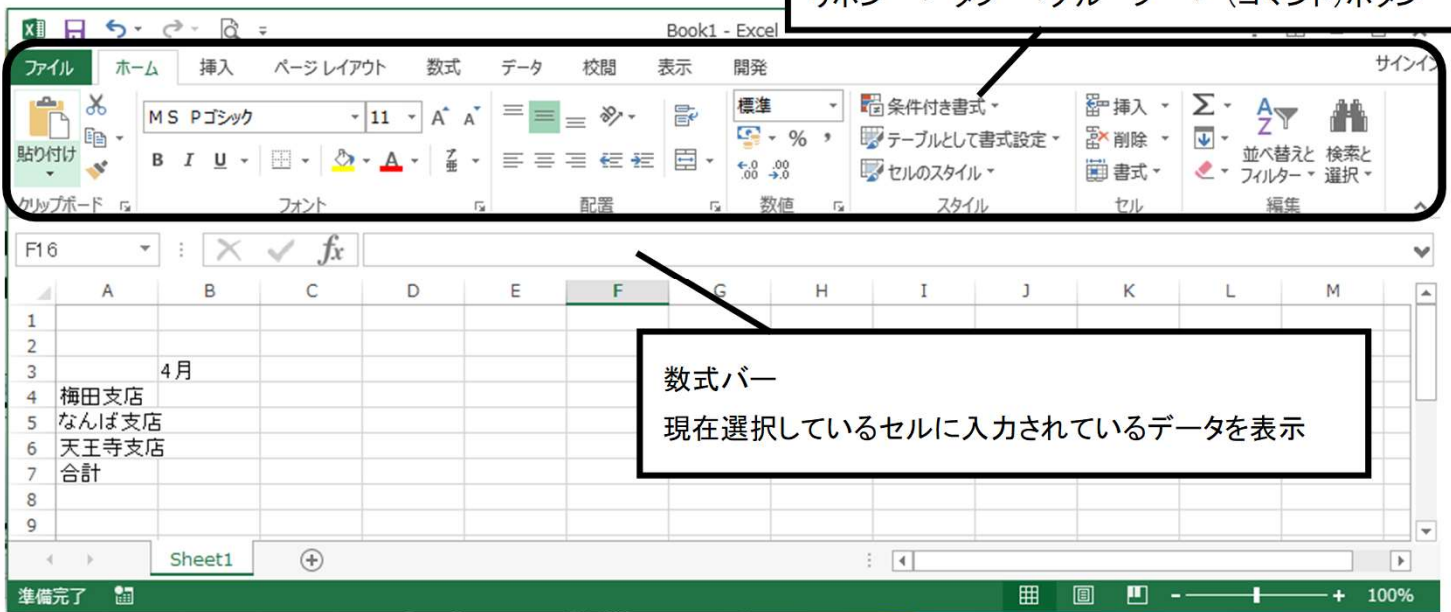 Book1 - Excel
ファイル ホーム 挿入 ページ レイアウト 数式 データ 校閲 表示 開発 サインイン
MS Pゴシック 11 標準 条件付き書式 挿入
貼り付け テーブルとして書式設定 削除 並べ替えと 検索と
B I U セルのスタイル 書式 フィルター 選択
クリップボード フォント 配置 数値 スタイル セル 編集
F16 fx
A B C D E F G H I J K L M
1
2
3 4月
4 梅田支店
5 なんば支店
6 天王寺支店
7 合計
8
9
数式バー
現在選択しているセルに入力されているデータを表示
Sheet1
準備完了 100%